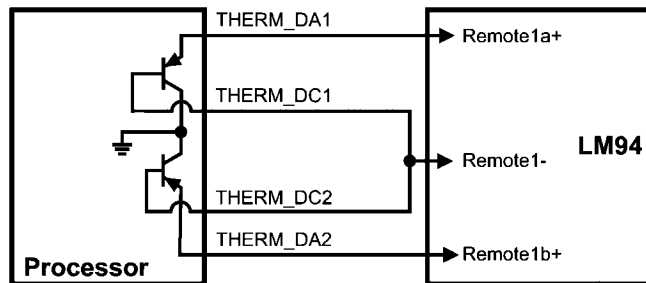 THERM_DA1
Remote1a+
THERM_DC1
LM94
Remote1-
THERM_DC2
THERM_DA2
Remote1b+
Processor